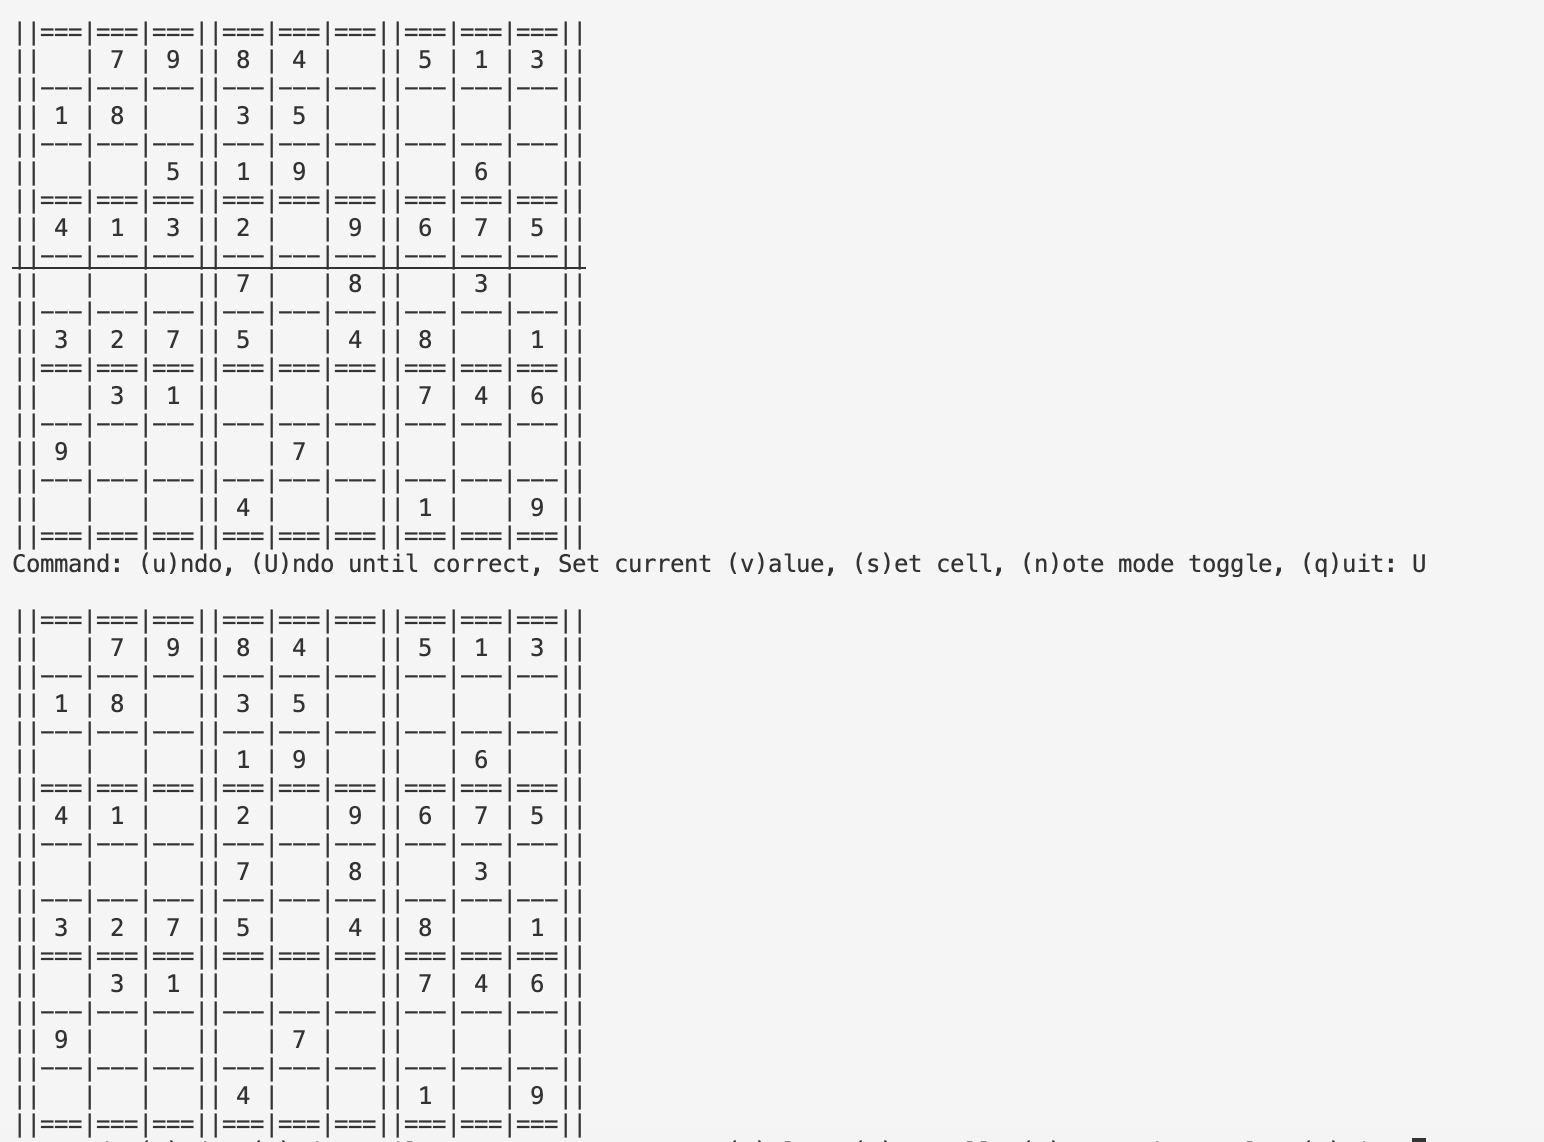 ||===|===|===||===|===|===||===|===|===||
||   | 7 | 9 || 8 | 4 |   || 5 | 1 | 3 ||
||---|---|---||---|---|---||---|---|---||
|| 1 | 8 |   || 3 | 5 |   ||   |   |   ||
||---|---|---||---|---|---||---|---|---||
||   |   | 5 || 1 | 9 |   ||   | 6 |   ||
||===|===|===||===|===|===||===|===|===||
|| 4 | 1 | 3 || 2 |   | 9 || 6 | 7 | 5 ||
||---|---|---||---|---|---||---|---|---||
||   |   |   || 7 |   | 8 ||   | 3 |   ||
||---|---|---||---|---|---||---|---|---||
|| 3 | 2 | 7 || 5 |   | 4 || 8 |   | 1 ||
||===|===|===||===|===|===||===|===|===||
||   | 3 | 1 ||   |   |   || 7 | 4 | 6 ||
||---|---|---||---|---|---||---|---|---||
|| 9 |   |   ||   | 7 |   ||   |   |   ||
||---|---|---||---|---|---||---|---|---||
||   |   |   || 4 |   |   || 1 |   | 9 ||
||===|===|===||===|===|===||===|===|===||
Command: (u)ndo, (U)ndo until correct, Set current (v)alue, (s)et cell, (n)ote mode toggle, (q)uit: U
||===|===|===||===|===|===||===|===|===||
||   | 7 | 9 || 8 | 4 |   || 5 | 1 | 3 ||
||---|---|---||---|---|---||---|---|---||
|| 1 | 8 |   || 3 | 5 |   ||   |   |   ||
||---|---|---||---|---|---||---|---|---||
||   |   |   || 1 | 9 |   ||   | 6 |   ||
||===|===|===||===|===|===||===|===|===||
|| 4 | 1 |   || 2 |   | 9 || 6 | 7 | 5 ||
||---|---|---||---|---|---||---|---|---||
||   |   |   || 7 |   | 8 ||   | 3 |   ||
||---|---|---||---|---|---||---|---|---||
|| 3 | 2 | 7 || 5 |   | 4 || 8 |   | 1 ||
||===|===|===||===|===|===||===|===|===||
||   | 3 | 1 ||   |   |   || 7 | 4 | 6 ||
||---|---|---||---|---|---||---|---|---||
|| 9 |   |   ||   | 7 |   ||   |   |   ||
||---|---|---||---|---|---||---|---|---||
||   |   |   || 4 |   |   || 1 |   | 9 ||
||===|===|===||===|===|===||===|===|===||